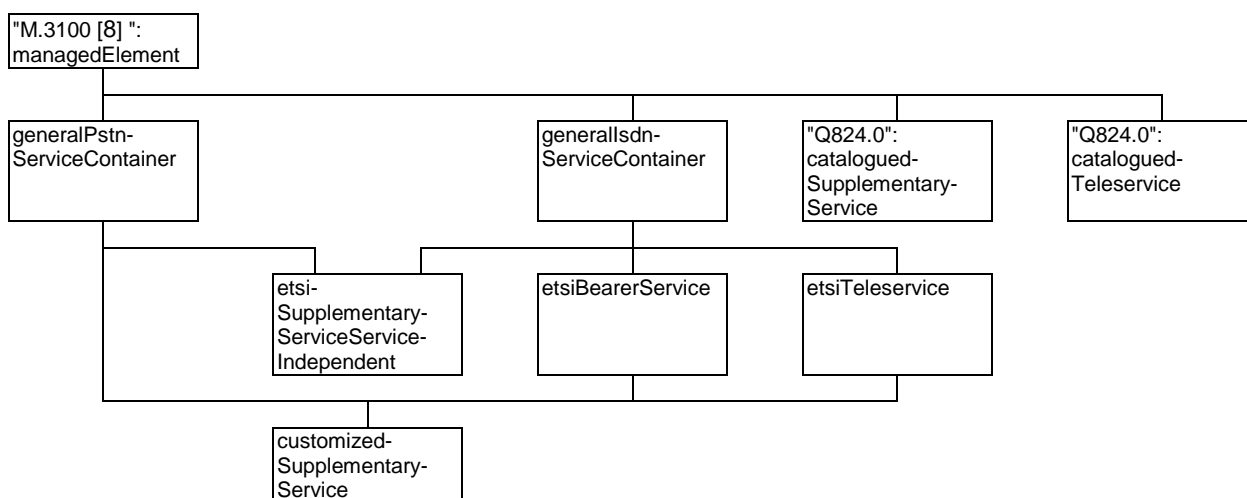 "M.3100 [8] ":
managedElement
generalPstn-
ServiceContainer
generalIsdn-
ServiceContainer
"Q824.0":
catalogued-
Supplementary-
Service
"Q824.0":
catalogued-
Teleservice
etsi-
Supplementary-
ServiceService-
Independent
etsiBearerService
etsiTeleservice
customized-
Supplementary-
Service